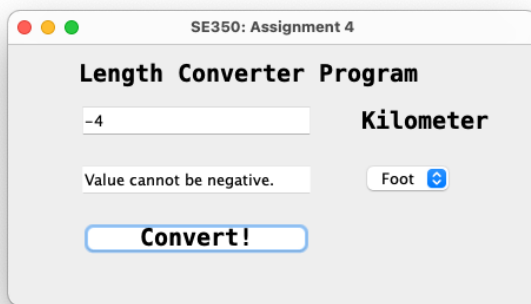 SE350: Assignment 4
Length Converter Program
-4 Kilometer
Value cannot be negative. Foot
Convert!